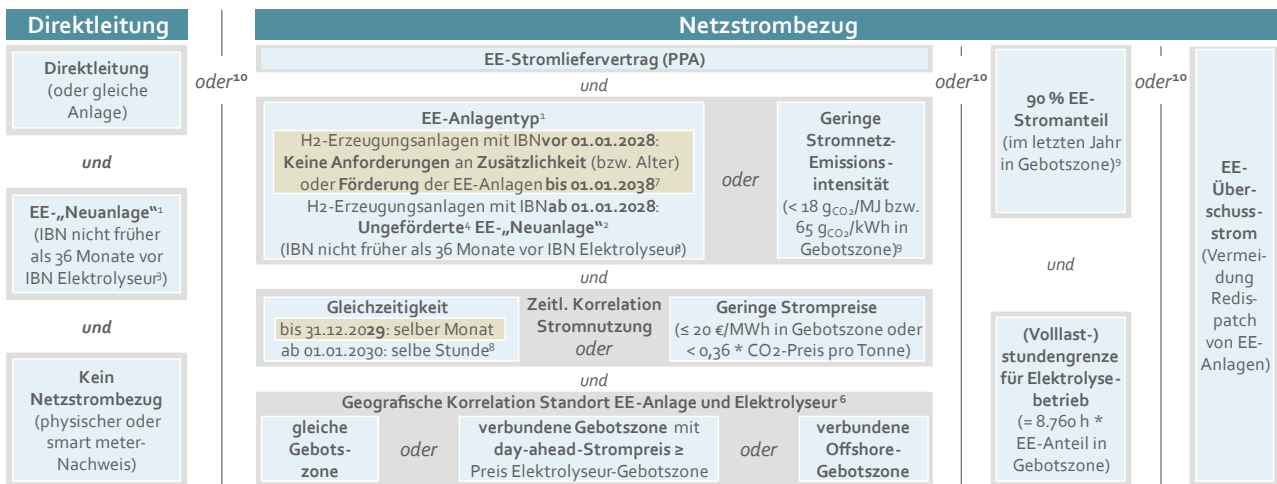 Direktleitung
Direktleitung
(oder gleiche
Anlage)
und
EE-„Neuanlage“¹
(IBN nicht früher
als 36 Monate vor
IBN Elektrolyseur³)
und
Kein
Netzstrombezug
(physischer oder
smart meter-
Nachweis)
oder¹⁰
Netzstrombezug
EE-Stromliefervertrag (PPA)
und
EE-Anlagentyp¹
H2-Erzeugungsanlagen mit IBN vor 01.01.2028:
Keine Anforderungen an Zusätzlichkeit (bzw. Alter)
oder Förderung der EE-Anlagen bis 01.01.2038⁷
H2-Erzeugungsanlagen mit IBN ab 01.01.2028:
Ungeförderte⁴ EE-„Neuanlage“²
(IBN nicht früher als 36 Monate vor IBN Elektrolyseur)
oder
Geringe
Stromnetz-
Emissions-
intensität
(< 18 gCO₂/MJ bzw.
65 gCO₂/kWh in
Gebotszone)⁹
und
Gleichzeitigkeit
bis 31.12.2029: selber Monat
ab 01.01.2030: selbe Stunde⁸
Zeitl. Korrelation
Stromnutzung
oder
Geringe Strompreise
(≤ 20 €/MWh in Gebotszone oder
< 0,36 * CO2-Preis pro Tonne)
und
Geografische Korrelation Standort EE-Anlage und Elektrolyseur⁶
gleiche
Gebots-
zone
oder
verbundene Gebotszone mit
day-ahead-Strompreis ≥
Preis Elektrolyseur-Gebotszone
oder
verbundene
Offshore-
Gebotszone
oder¹⁰
90 % EE-
Stromanteil
(im letzten Jahr
in Gebotszone)⁹
und
(Volllast-)
stundengrenze
für Elektrolyse-
betrieb
(= 8.760 h *
EE-Anteil in
Gebotszone)
oder¹⁰
EE-
Über-
schuss-
strom
(Vermei-
dung
Redis-
patch
von EE-
Anlagen)